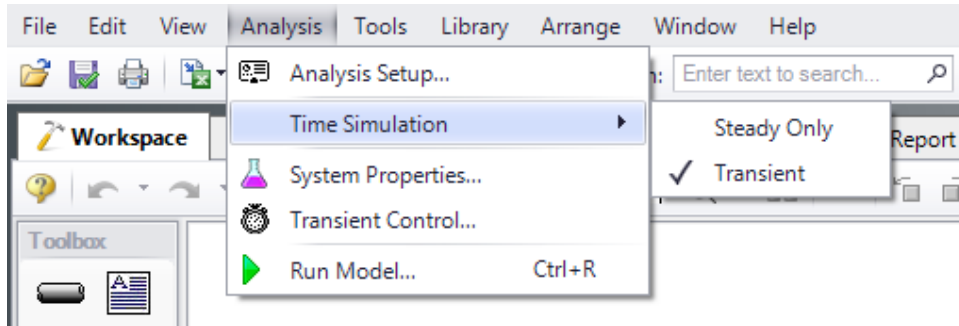 File Edit View Analysis Tools Library Arrange Window Help
Analysis Setup...
Enter text to search...
Time Simulation
Steady Only
Workspace
Report
System Properties...
Transient
Transient Control...
Toolbox
Run Model... Ctrl+R
A